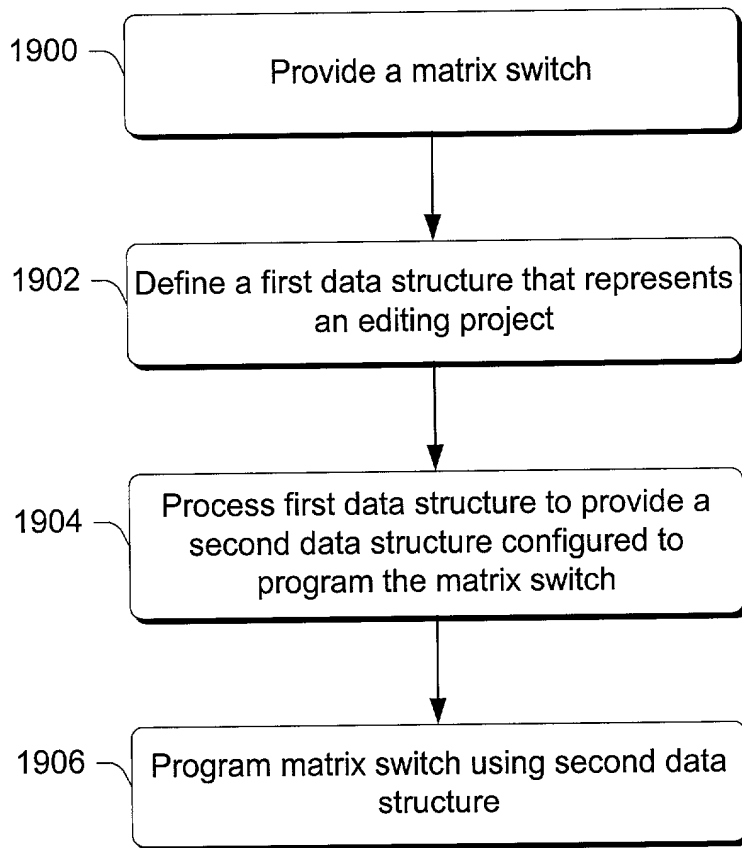 1900
Provide a matrix switch
1902
Define a first data structure that represents
an editing project
1904
Process first data structure to provide a
second data structure configured to
program the matrix switch
1906
Program matrix switch using second data
structure